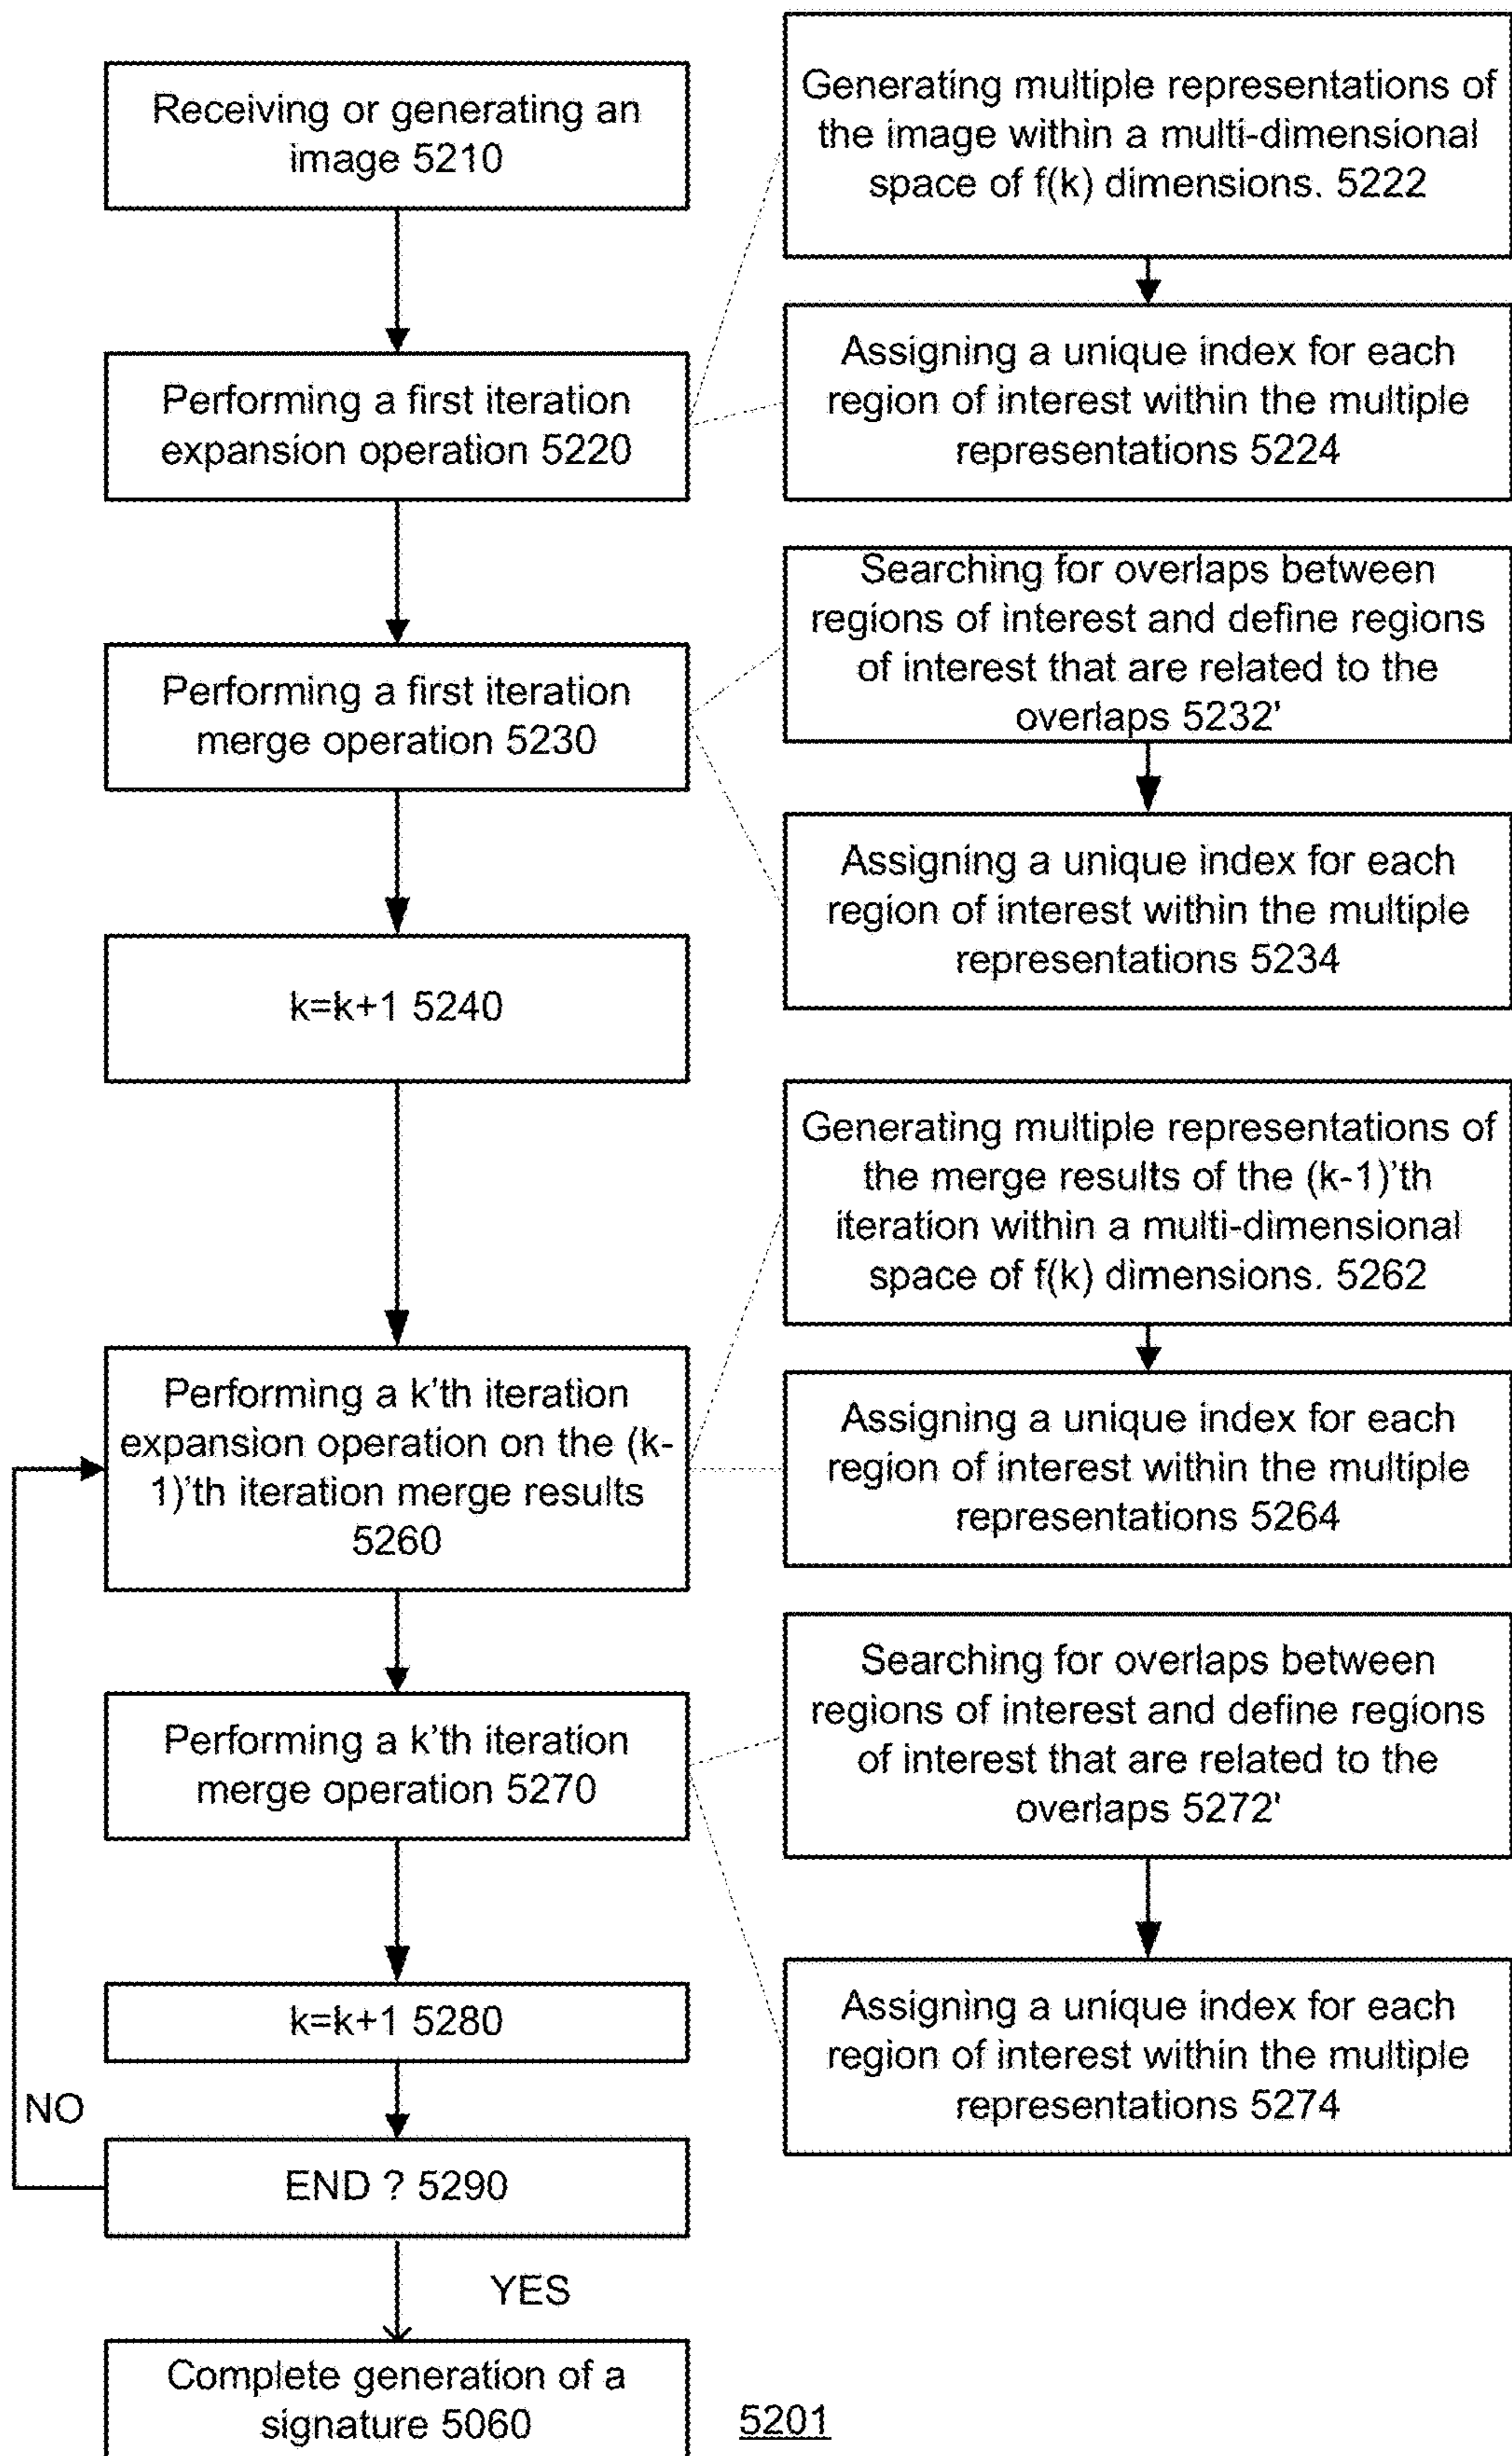 Receiving or generating an
image 5210
Generating multiple representations of
the image within a multi-dimensional
space of f(k) dimensions. 5222
Performing a first iteration
expansion operation 5220
Assigning a unique index for each
region of interest within the multiple
representations 5224
Searching for overlaps between
regions of interest and define regions
of interest that are related to the
overlaps 5232'
Performing a first iteration
merge operation 5230
Assigning a unique index for each
region of interest within the multiple
representations 5234
k=k+1 5240
Generating multiple representations of
the merge results of the (k-1)'th
iteration within a multi-dimensional
space of f(k) dimensions. 5262
Performing a k'th iteration
expansion operation on the (k-
1)'th iteration merge results
5260
Assigning a unique index for each
region of interest within the multiple
representations 5264
Searching for overlaps between
regions of interest and define regions
of interest that are related to the
overlaps 5272'
Performing a k'th iteration
merge operation 5270
Assigning a unique index for each
region of interest within the multiple
representations 5274
k=k+1 5280
NO
END ? 5290
YES
Complete generation of a
signature 5060
5201